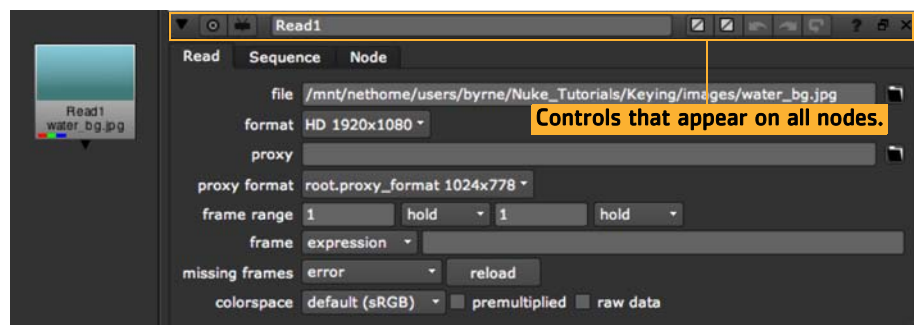 Read1
Read Sequence Node
file /mnt/nethome/users/byrne/Nuke_Tutorials/Keying/images/water_bg.jpg
Read1
water_bg.jpg
format HD 1920x1080
Controls that appear on all nodes.
proxy
proxy format root.proxy_format 1024x778
frame range 1 hold 1 hold
frame expression
missing frames error reload
colorspace default (sRGB) premultiplied raw data